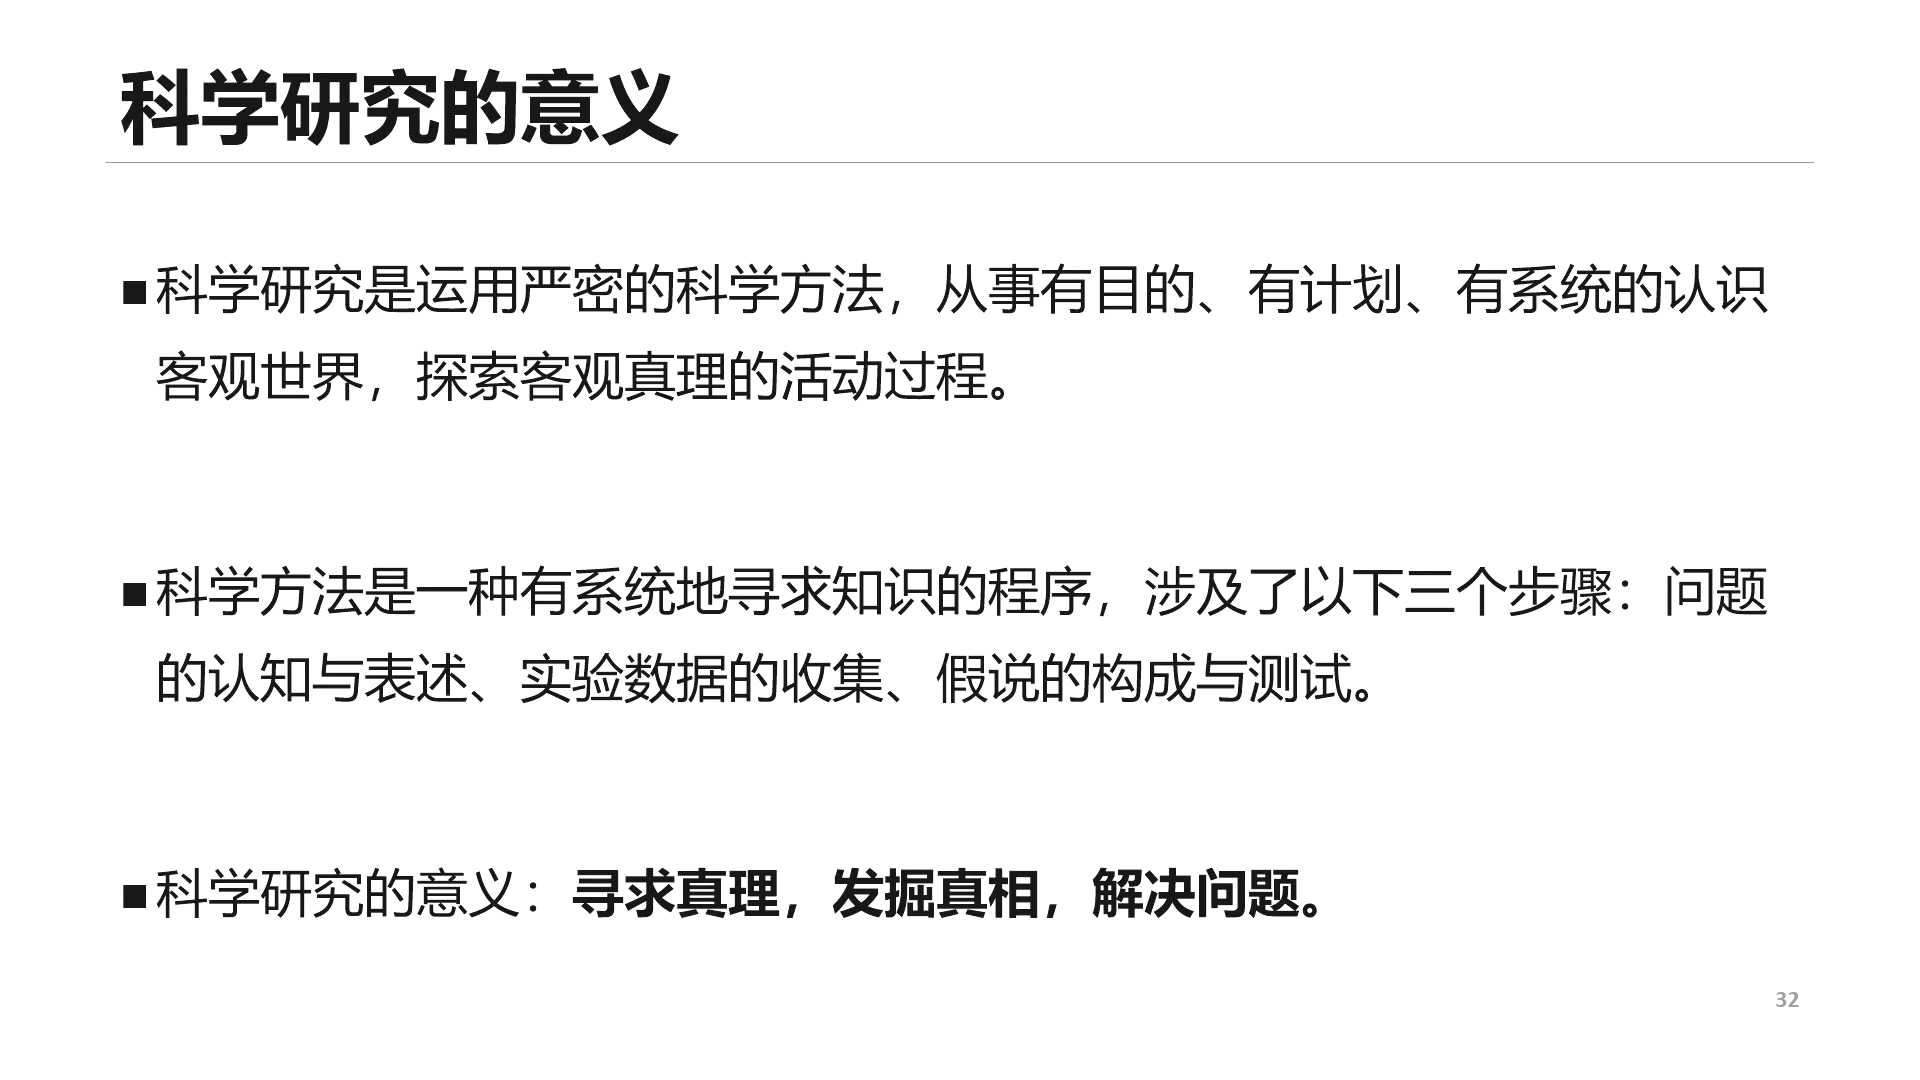 科学研究的意义
■科学研究是运用严密的科学方法，从事有目的、有计划、有系统的认识
客观世界，探索客观真理的活动过程。
■科学方法是一种有系统地寻求知识的程序，涉及了以下三个步骤：问题
的认知与表述、实验数据的收集、假说的构成与测试。
■科学研究的意义：寻求真理，发掘真相，解决问题。
32